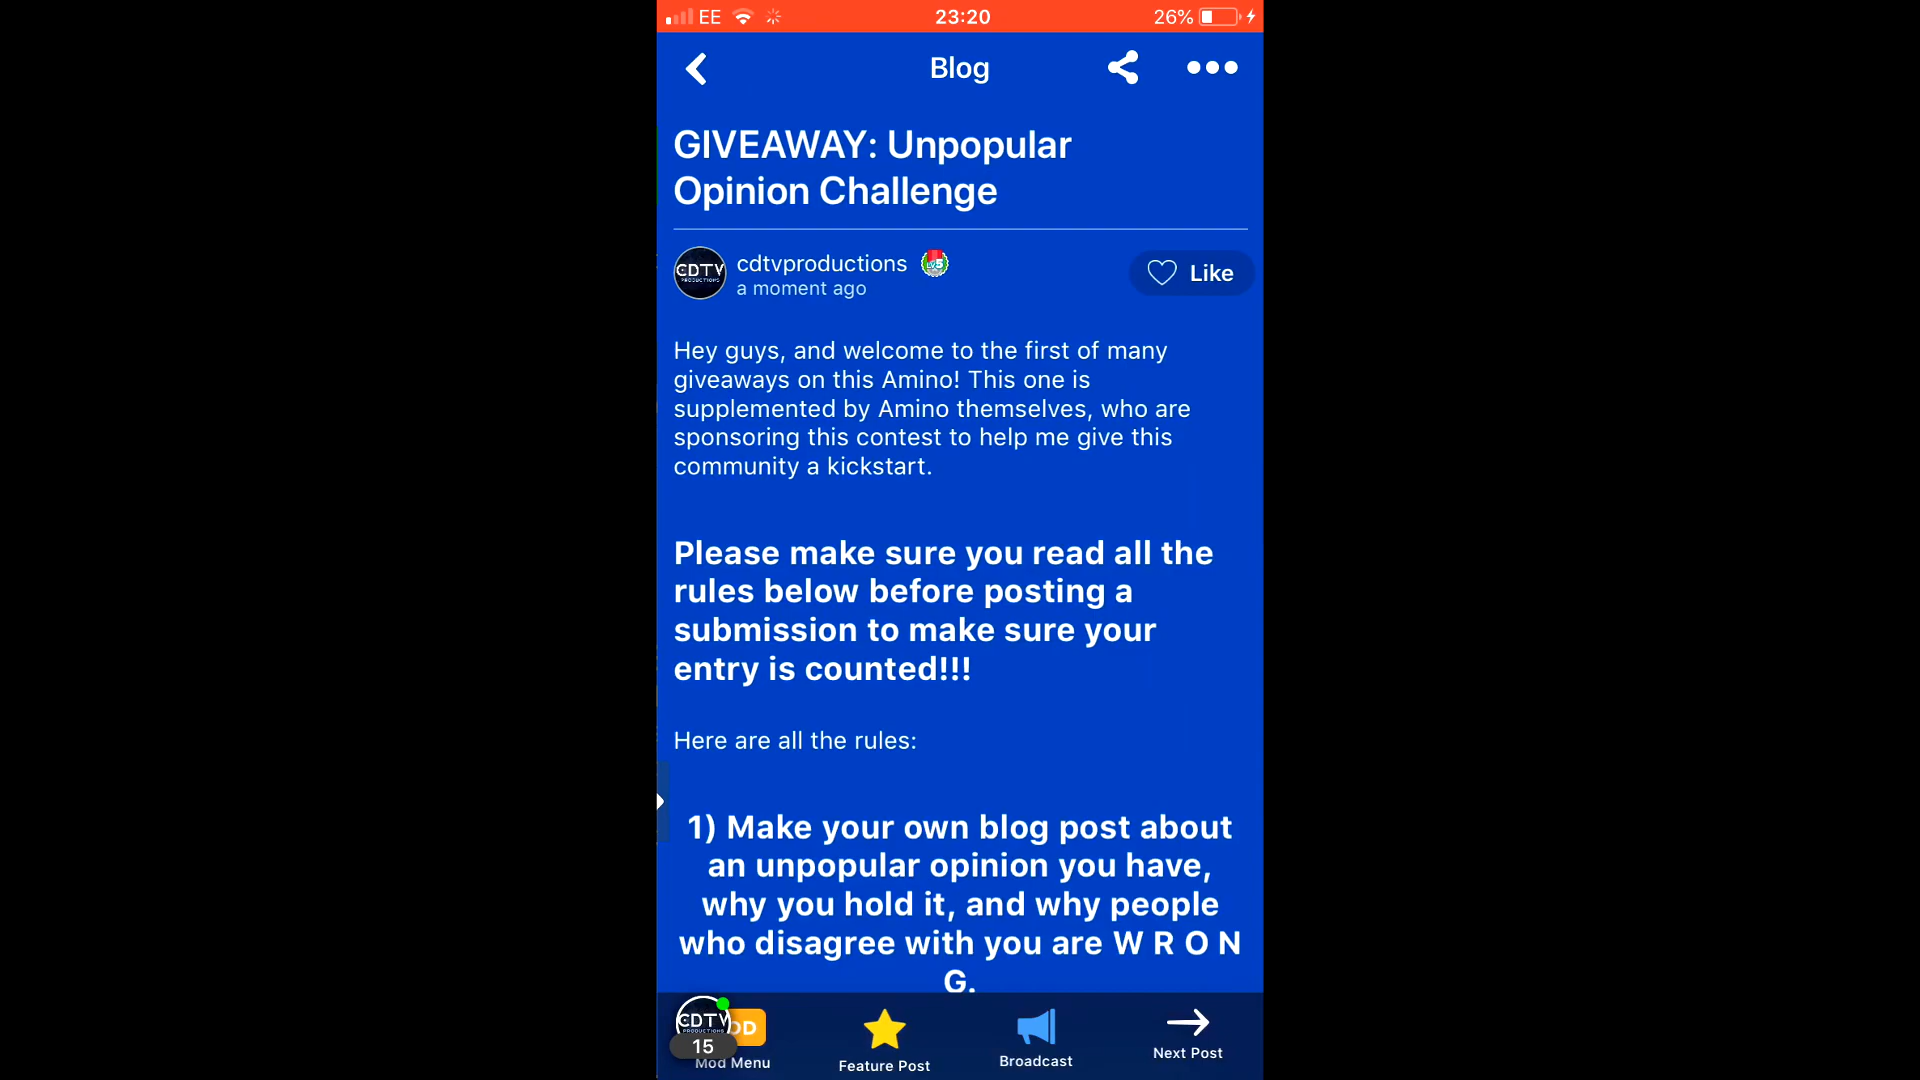 EE 23:20 26%
Blog
GIVEAWAY: Unpopular
Opinion Challenge
CDTV
PRODUCTIONS
cdtvproductions LV5
a moment ago
Like
Hey guys, and welcome to the first of many
giveaways on this Amino! This one is
supplemented by Amino themselves, who are
sponsoring this contest to help me give this
community a kickstart.
Please make sure you read all the
rules below before posting a
submission to make sure your
entry is counted!!!
Here are all the rules:
1) Make your own blog post about
an unpopular opinion you have,
why you hold it, and why people
who disagree with you are W R O N
G.
CDTV
PRODUCTIONS
OD
15
Mod Menu
Feature Post
Broadcast
Next Post